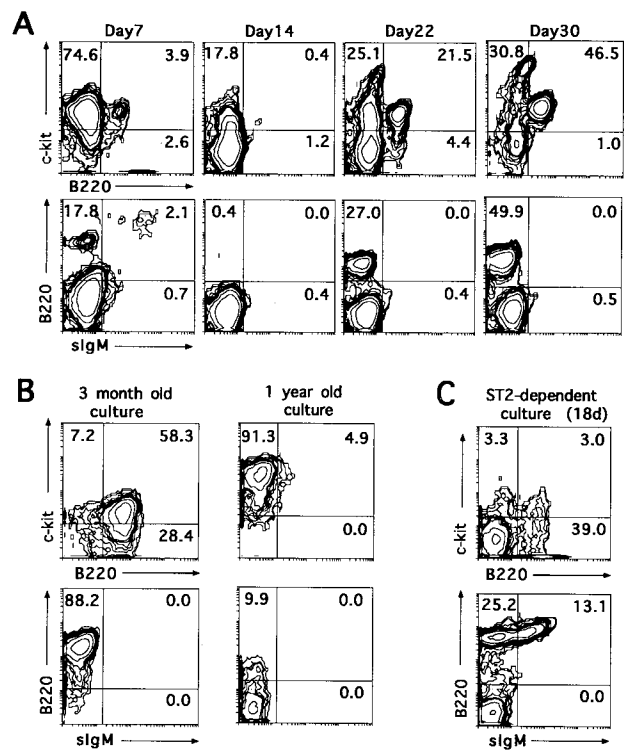 A
Day7 Day14 Day22 Day30
74.6 3.9 17.8 0.4 25.1 21.5 30.8 46.5
c-kit
2.6 1.2 4.4 1.0
B220
17.8 2.1 0.4 0.0 27.0 0.0 49.9 0.0
B220
0.7 0.4 0.4 0.5
sIgM
B C
3 month old culture
1 year old culture
ST2-dependent culture (18d)
7.2 58.3 91.3 4.9 3.3 3.0
c-kit c-kit
28.4 0.0 39.0
B220 B220
88.2 0.0 9.9 0.0 25.2 13.1
B220 B220
0.0 0.0 0.0
sIgM sIgM